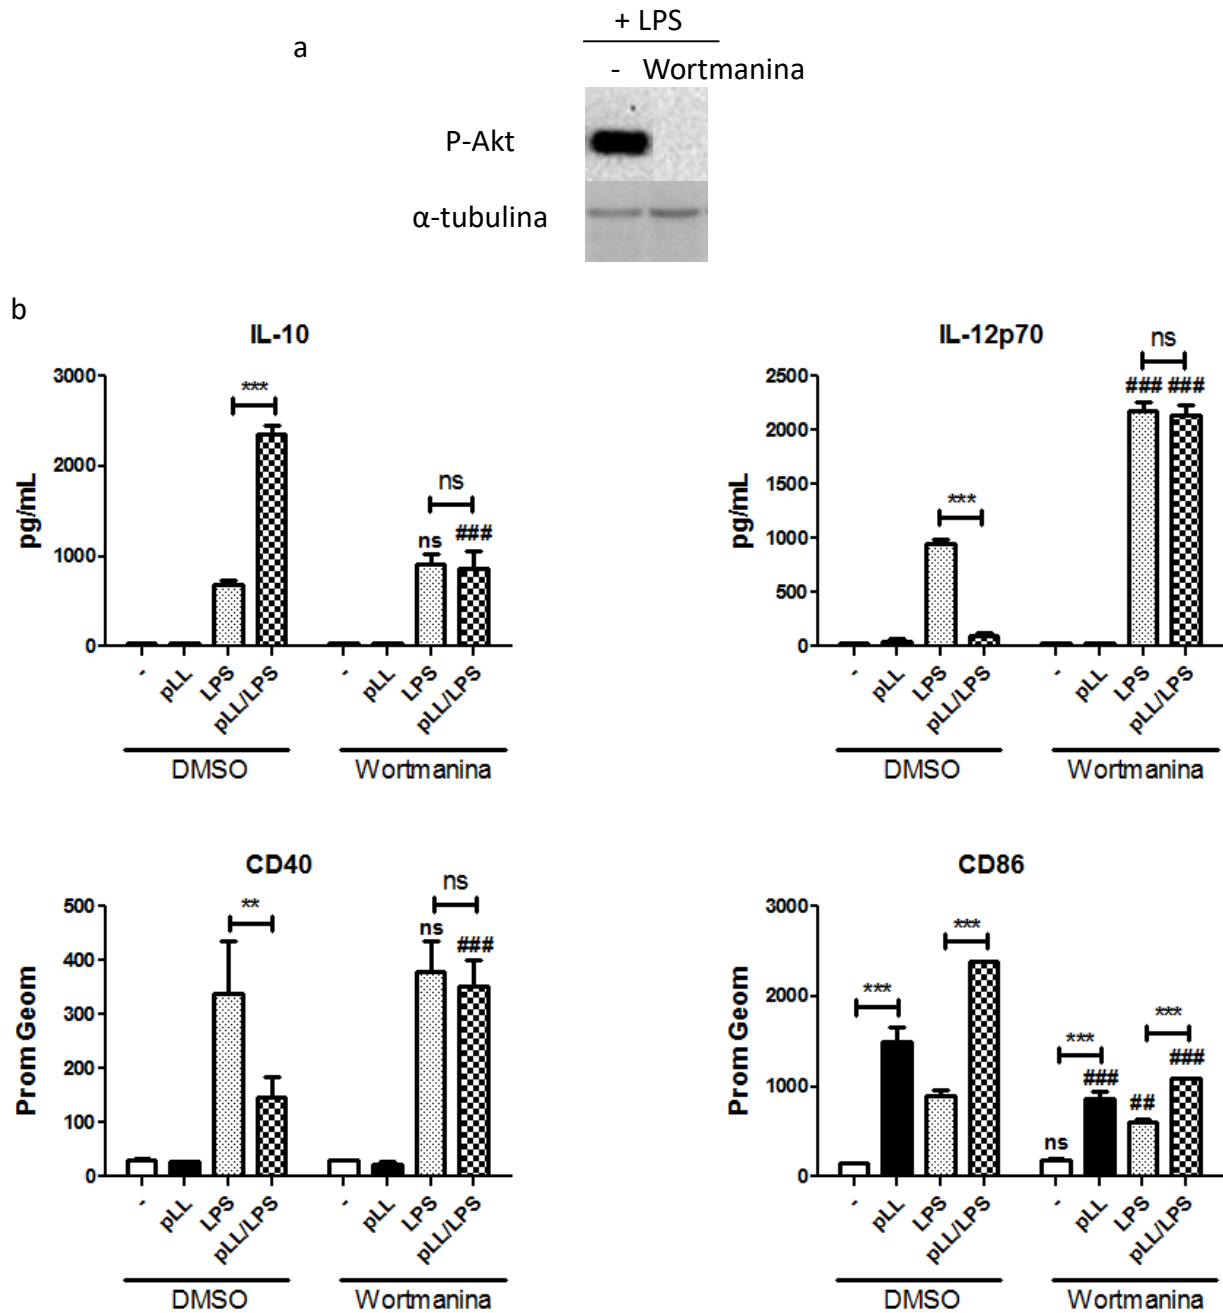 + LPS
a
- Wortmanina
P-Akt
α-tubulina
b
IL-10
pg/mL
3000
2000
1000
0
***
ns
ns ###
- pLL LPS pLL/LPS - pLL LPS pLL/LPS
DMSO Wortmanina
IL-12p70
pg/mL
2500
2000
1500
1000
500
0
***
ns
### ###
- pLL LPS pLL/LPS - pLL LPS pLL/LPS
DMSO Wortmanina
CD40
Prom Geom
500
400
300
200
100
0
**
ns
ns ###
- pLL LPS pLL/LPS - pLL LPS pLL/LPS
DMSO Wortmanina
CD86
Prom Geom
3000
2000
1000
0
***
***
***
***
ns ### ## ###
- pLL LPS pLL/LPS - pLL LPS pLL/LPS
DMSO Wortmanina